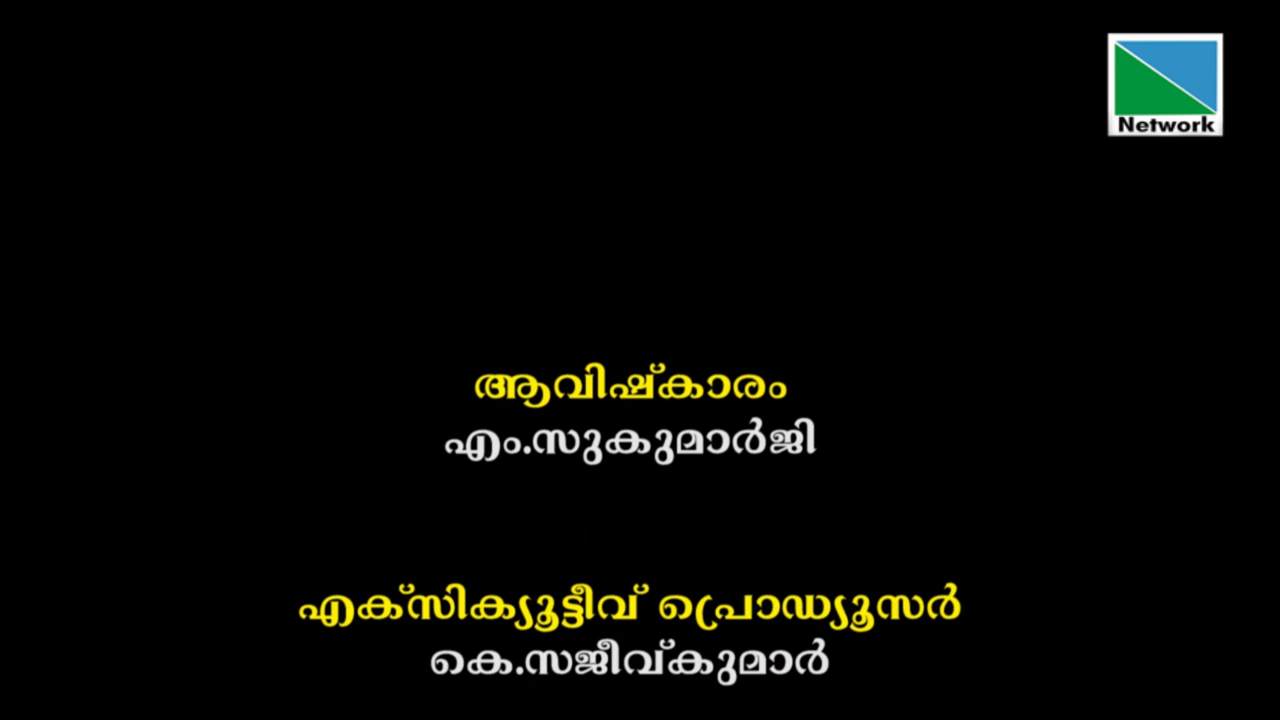 Network
ആവിഷ്കാരം
എം.സുകുമാർജി
എക്സിക്യൂട്ടീവ് പ്രൊഡ്യൂസർ
കെ.സജീവ്കുമാർ